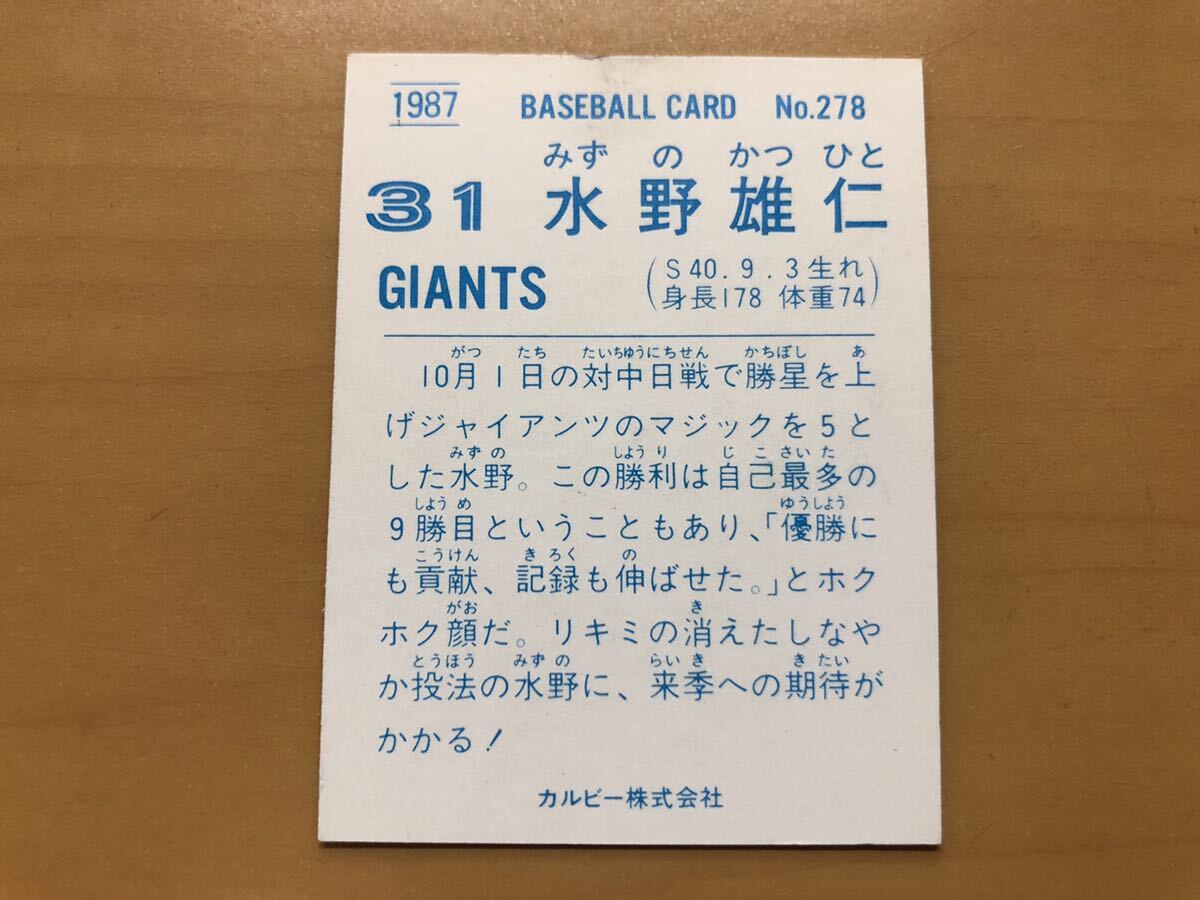 1987 BASEBALL CARD No.278
みず の かつ ひと
31 水野雄仁
GIANTS
(S40.9.3生れ
身長178 体重74)
がつ たち たいちゆうにちせん かちぼし あ
10月1日の対中日戦で勝星を上
げジャイアンツのマジックを5と
みずの しようり じこさいた
した水野。この勝利は自己最多の
しようめ ゆうしよう
9勝目ということもあり、「優勝に
こうけん きろく の
も貢献、記録も伸ばせた。」とホク
がお き
ホク顔だ。リキミの消えたしなや
とうほう みずの らいき きたい
か投法の水野に、来季への期待が
かかる!
カルビー株式会社